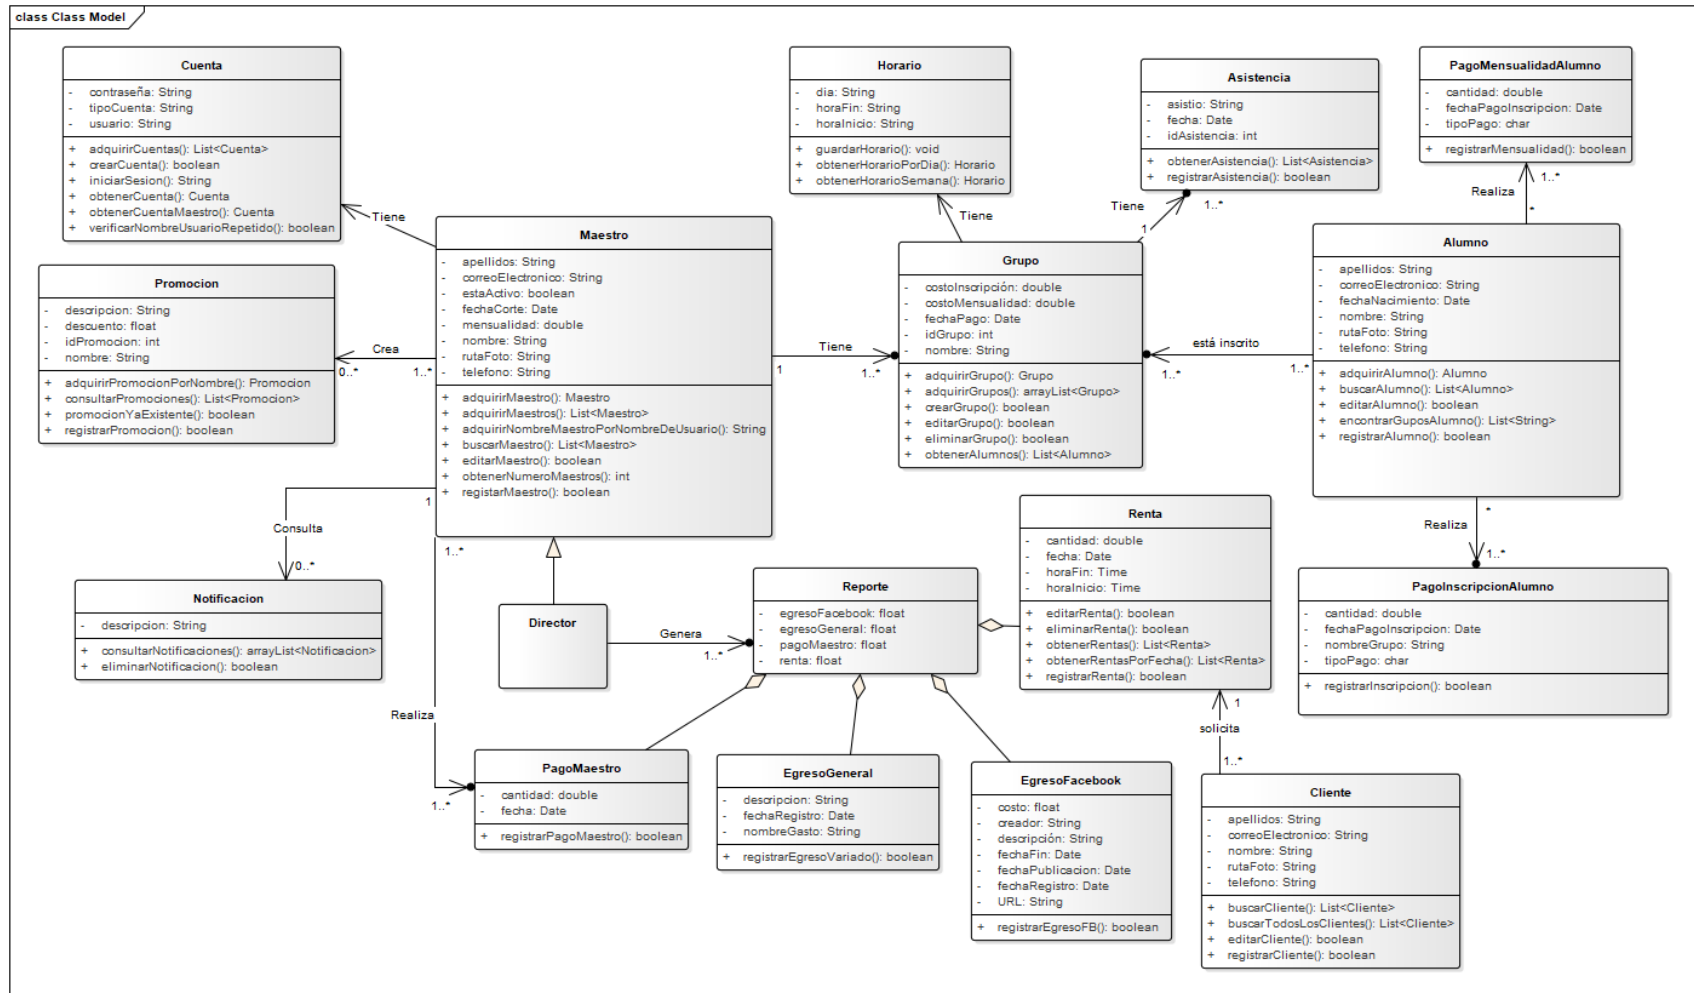 class Class Model
Cuenta
- contraseña: String
- tipoCuenta: String
- usuario: String
+ adquirirCuentas(): List<Cuenta>
+ crearCuenta(): boolean
+ iniciarSesion(): String
+ obtenerCuenta(): Cuenta
+ obtenerCuentaMaestro(): Cuenta
+ verificarNombreUsuarioRepetido(): boolean
Horario
- dia: String
- horaFin: String
- horaInicio: String
+ guardarHorario(): void
+ obtenerHorarioPorDia(): Horario
+ obtenerHorarioSemana(): Horario
Asistencia
- asistio: String
- fecha: Date
- idAsistencia: int
+ obtenerAsistencia(): List<Asistencia>
+ registrarAsistencia(): boolean
PagoMensualidadAlumno
- cantidad: double
- fechaPagoInscripcion: Date
- tipoPago: char
+ registrarMensualidad(): boolean
Tiene
Tiene
Tiene
1..*
1
Realiza
1..*
*
Maestro
- apellidos: String
- correoElectronico: String
- estaActivo: boolean
- fechaCorte: Date
- mensualidad: double
- nombre: String
- rutaFoto: String
- telefono: String
+ adquirirMaestro(): Maestro
+ adquirirMaestros(): List<Maestro>
+ adquirirNombreMaestroPorNombreDeUsuario(): String
+ buscarMaestro(): List<Maestro>
+ editarMaestro(): boolean
+ obtenerNumeroMaestros(): int
+ registarMaestro(): boolean
Promocion
- descripcion: String
- descuento: float
- idPromocion: int
- nombre: String
+ adquirirPromocionPorNombre(): Promocion
+ consultarPromociones(): List<Promocion>
+ promocionYaExistente(): boolean
+ registrarPromocion(): boolean
Crea
0..*
1..*
Tiene
1
1..*
Grupo
- costoInscripción: double
- costoMensualidad: double
- fechaPago: Date
- idGrupo: int
- nombre: String
+ adquirirGrupo(): Grupo
+ adquirirGrupos(): arrayList<Grupo>
+ crearGrupo(): boolean
+ editarGrupo(): boolean
+ eliminarGrupo(): boolean
+ obtenerAlumnos(): List<Alumno>
está inscrito
1..*
1..*
Alumno
- apellidos: String
- correoElectronico: String
- fechaNacimiento: Date
- nombre: String
- rutaFoto: String
- telefono: String
+ adquirirAlumno(): Alumno
+ buscarAlumno(): List<Alumno>
+ editarAlumno(): boolean
+ encontrarGuposAlumno(): List<String>
+ registrarAlumno(): boolean
1
Consulta
0..*
1..*
Realiza
1..*
*
Realiza
1..*
Notificacion
- descripcion: String
+ consultarNotificaciones(): arrayList<Notificacion>
+ eliminarNotificacion(): boolean
Director
Genera
1..*
Reporte
- egresoFacebook: float
- egresoGeneral: float
- pagoMaestro: float
- renta: float
Renta
- cantidad: double
- fecha: Date
- horaFin: Time
- horaInicio: Time
+ editarRenta(): boolean
+ eliminarRenta(): boolean
+ obtenerRentas(): List<Renta>
+ obtenerRentasPorFecha(): List<Renta>
+ registrarRenta(): boolean
PagoInscripcionAlumno
- cantidad: double
- fechaPagoInscripcion: Date
- nombreGrupo: String
- tipoPago: char
+ registrarInscripcion(): boolean
1
solicita
1..*
PagoMaestro
- cantidad: double
- fecha: Date
+ registrarPagoMaestro(): boolean
EgresoGeneral
- descripcion: String
- fechaRegistro: Date
- nombreGasto: String
+ registrarEgresoVariado(): boolean
EgresoFacebook
- costo: float
- creador: String
- descripción: String
- fechaFin: Date
- fechaPublicacion: Date
- fechaRegistro: Date
- URL: String
+ registrarEgresoFB(): boolean
Cliente
- apellidos: String
- correoElectronico: String
- nombre: String
- rutaFoto: String
- telefono: String
+ buscarCliente(): List<Cliente>
+ buscarTodosLosClientes(): List<Cliente>
+ editarCliente(): boolean
+ registrarCliente(): boolean